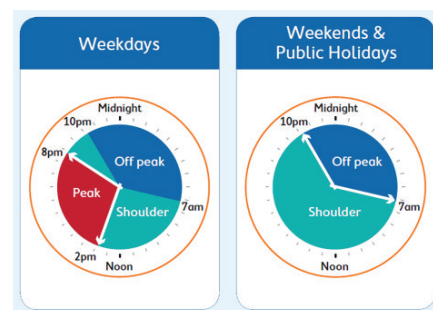 Weekdays
Midnight
10pm
8pm
Off peak
Peak
Shoulder
7am
2pm
Noon
Weekends &
Public Holidays
Midnight
10pm
Off peak
Shoulder
7am
Noon